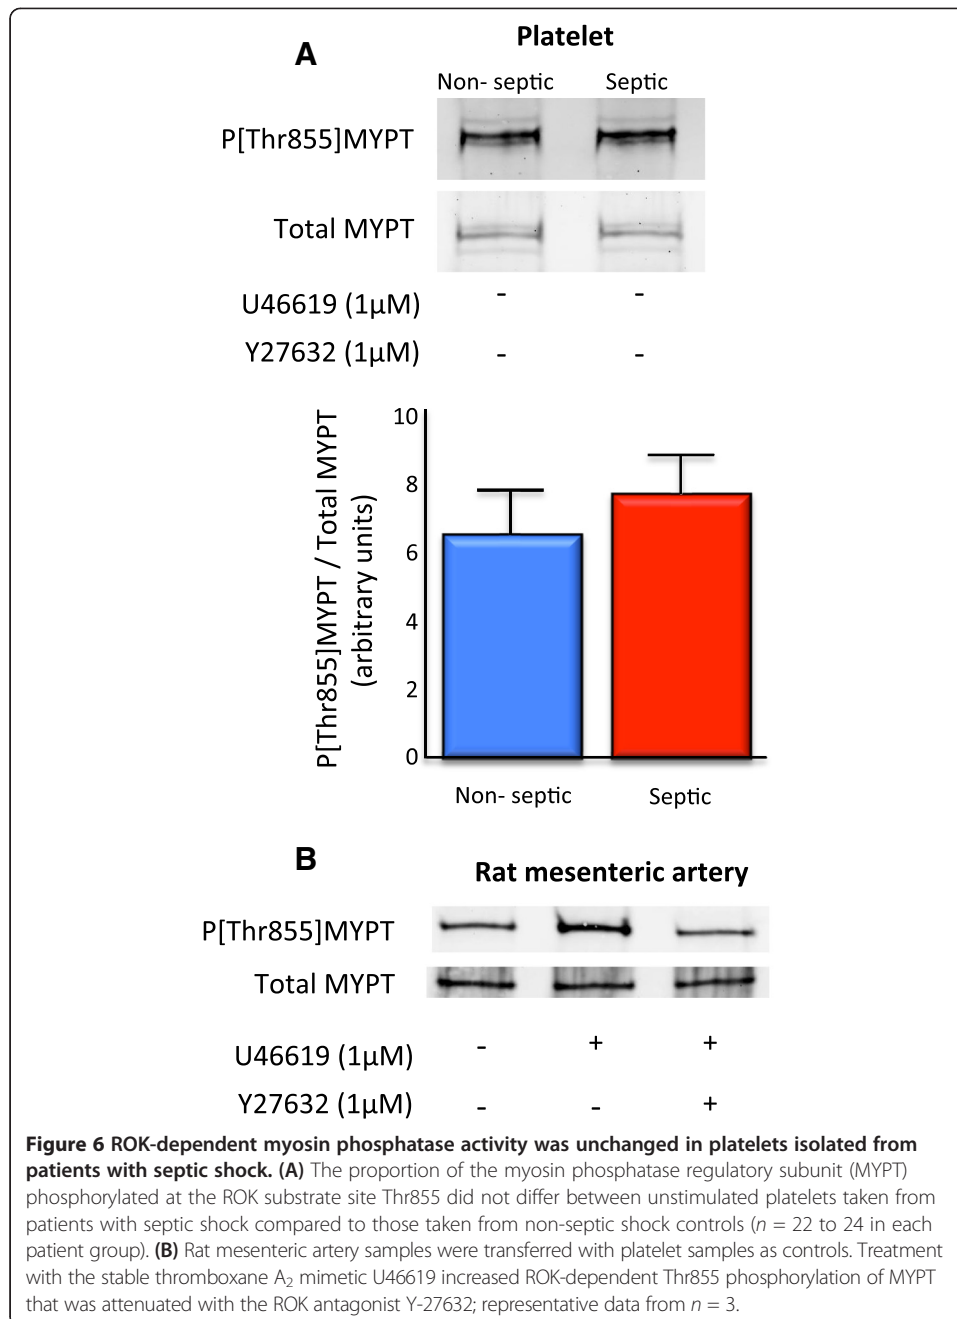 A
Platelet
Non- septic Septic
P[Thr855]MYPT
Total MYPT
U46619 (1µM) - -
Y27632 (1µM) - -
P[Thr855]MYPT / Total MYPT
(arbitrary units)
10
8
6
4
2
0
Non- septic Septic
B
Rat mesenteric artery
P[Thr855]MYPT
Total MYPT
U46619 (1µM) - + +
Y27632 (1µM) - - +
Figure 6 ROK-dependent myosin phosphatase activity was unchanged in platelets isolated from
patients with septic shock. (A) The proportion of the myosin phosphatase regulatory subunit (MYPT)
phosphorylated at the ROK substrate site Thr855 did not differ between unstimulated platelets taken from
patients with septic shock compared to those taken from non-septic shock controls (n = 22 to 24 in each
patient group). (B) Rat mesenteric artery samples were transferred with platelet samples as controls. Treatment
with the stable thromboxane A₂ mimetic U46619 increased ROK-dependent Thr855 phosphorylation of MYPT
that was attenuated with the ROK antagonist Y-27632; representative data from n = 3.